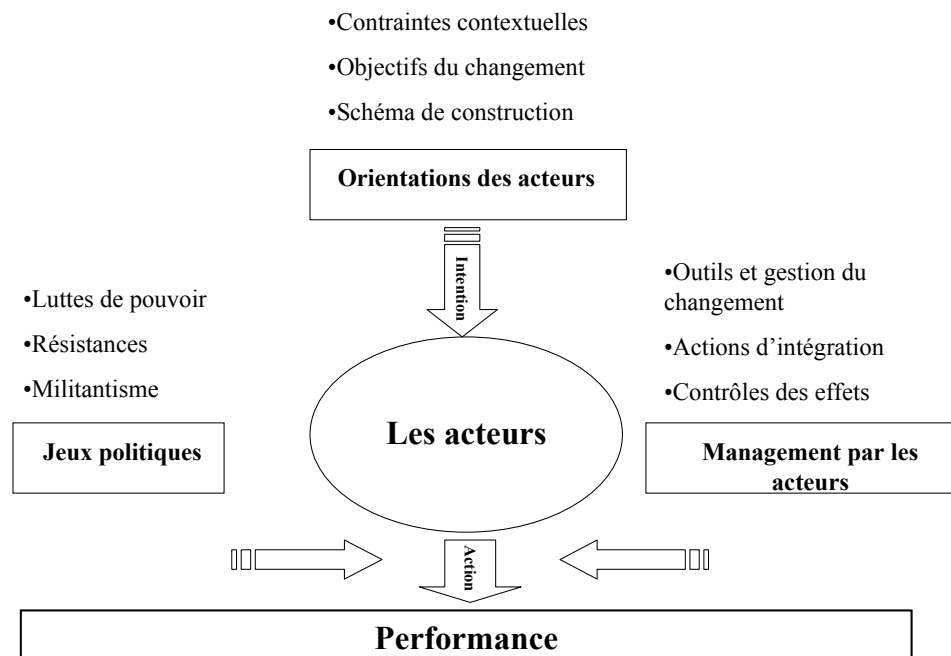 •Contraintes contextuelles
•Objectifs du changement
•Schéma de construction
Orientations des acteurs
Intention
•Luttes de pouvoir
•Résistances
•Militantisme
Jeux politiques
•Outils et gestion du
changement
•Actions d’intégration
•Contrôles des effets
Management par les
acteurs
Les acteurs
Action
Performance